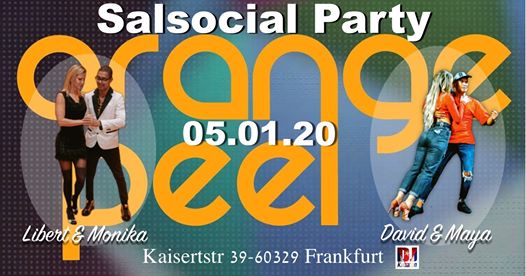 Salsocial Party
orange
05.01.20
peel
Libert & Monika
David & Maya
Kaisertstr 39-60329 Frankfurt